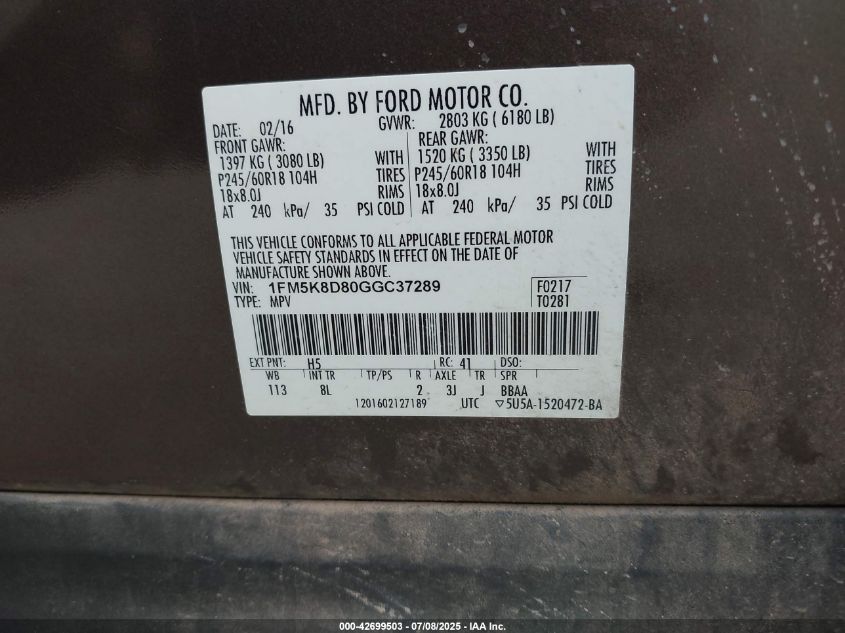 MFD. BY FORD MOTOR CO.
DATE: 02/16 GVWR: 2803 KG ( 6180 LB)
FRONT GAWR: REAR GAWR:
1397 KG ( 3080 LB) WITH 1520 KG ( 3350 LB) WITH
P245/60R18 104H TIRES P245/60R18 104H TIRES
18x8.0J RIMS 18x8.0J RIMS
AT 240 kPa/ 35 PSI COLD AT 240 kPa/ 35 PSI COLD
THIS VEHICLE CONFORMS TO ALL APPLICABLE FEDERAL MOTOR
VEHICLE SAFETY STANDARDS IN EFFECT ON THE DATE OF
MANUFACTURE SHOWN ABOVE.
VIN: 1FM5K8D80GGC37289 F0217
TYPE: MPV T0281
EXT PNT: H5 RC: 41 DSO:
WB INT TR TP/PS R AXLE TR SPR
113 8L 2 3J J BBAA
1201602127189 UTC ▽5U5A-1520472-BA
000-42699503 - 07/08/2025 - IAA Inc.